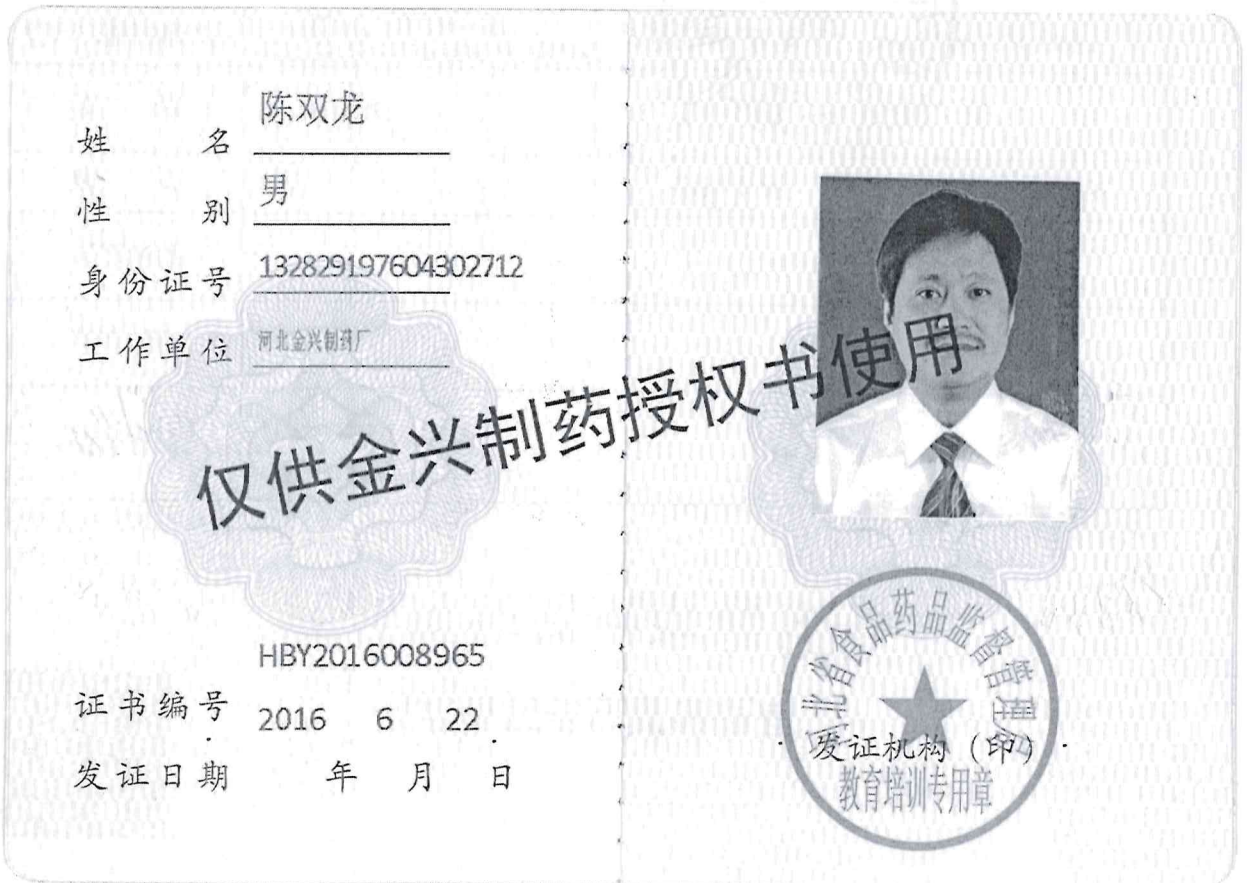 姓名 陈双龙
性别 男
身份证号 132829197604302712
工作单位 河北金兴制药厂
仅供金兴制药授权书使用
HBY2016008965
证书编号
2016 6 22
发证日期 年 月 日
河北省食品药品监督管理局
发证机构（印）
教育培训专用章